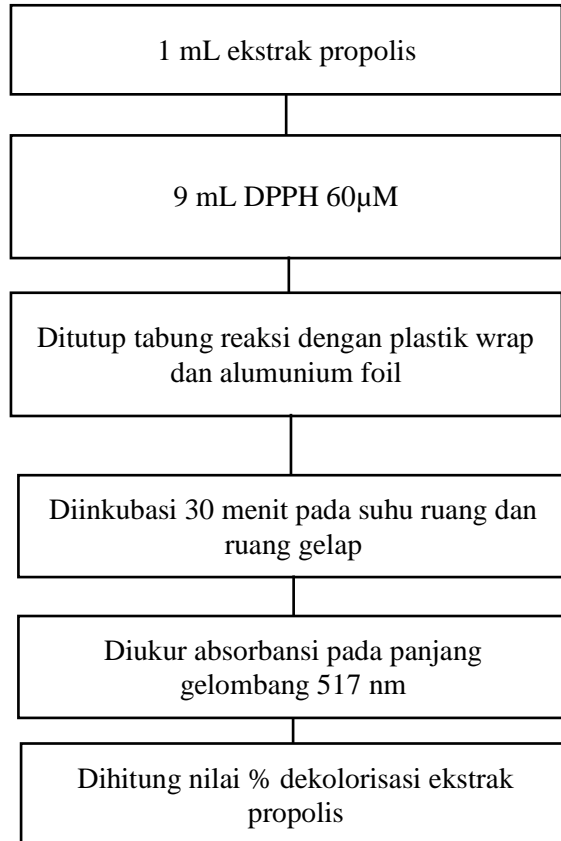 1 mL ekstrak propolis
9 mL DPPH 60µM
Ditutup tabung reaksi dengan plastik wrap
dan alumunium foil
Diinkubasi 30 menit pada suhu ruang dan
ruang gelap
Diukur absorbansi pada panjang
gelombang 517 nm
Dihitung nilai % dekolorisasi ekstrak
propolis